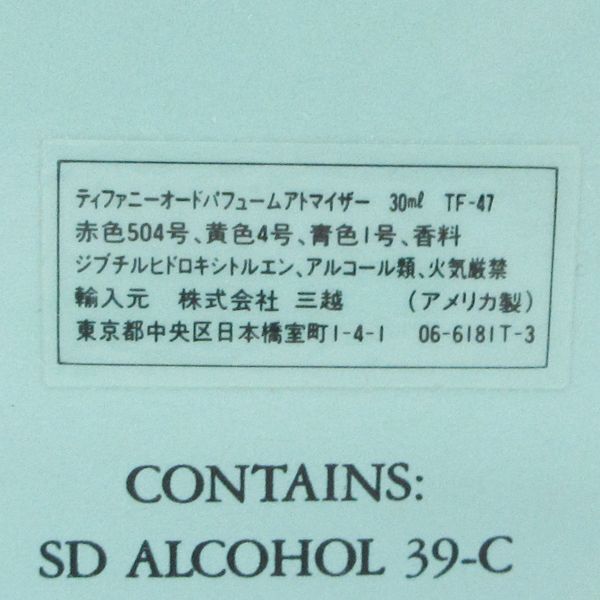 ティファニーオードパフュームアトマイザー 30ml TF-47
赤色504号、黄色4号、青色1号、香料
ジブチルヒドロキシトルエン、アルコール類、火気厳禁
輸入元 株式会社 三越 (アメリカ製)
東京都中央区日本橋室町1-4-1 06-6181T-3
CONTAINS:
SD ALCOHOL 39-C